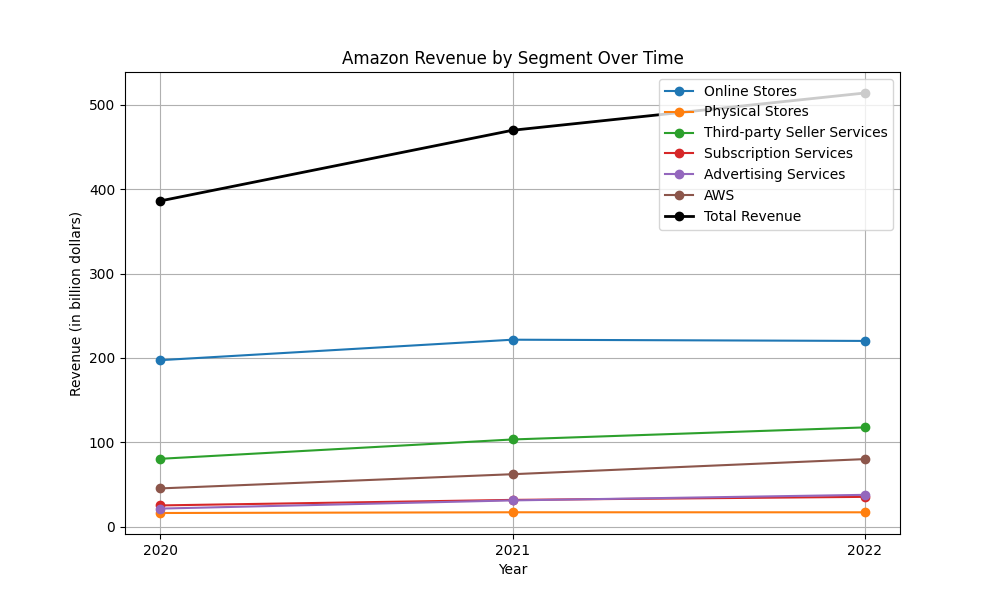 Amazon Revenue by Segment Over Time
Online Stores
Physical Stores
Third-party Seller Services
Subscription Services
Advertising Services
AWS
Total Revenue
Revenue (in billion dollars)
500
400
300
200
100
0
2020
2021
2022
Year